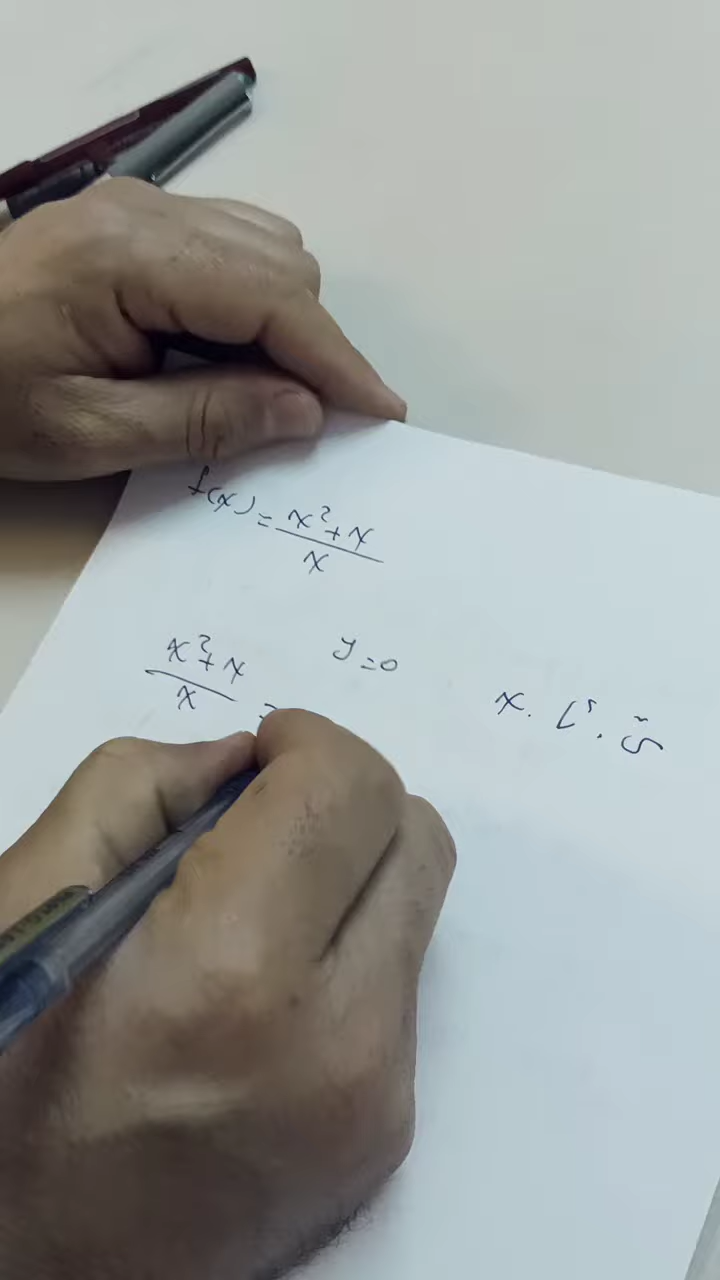 f(x) = x²+x / x
y=0
x²+x / x =